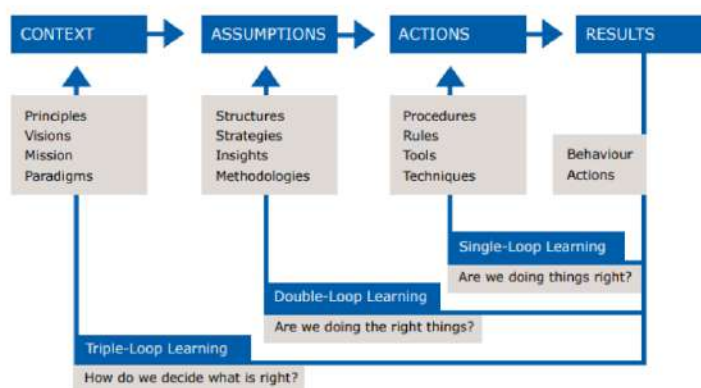 CONTEXT
ASSUMPTIONS
ACTIONS
RESULTS
Principles
Visions
Mission
Paradigms
Structures
Strategies
Insights
Methodologies
Procedures
Rules
Tools
Techniques
Behaviour
Actions
Single-Loop Learning
Are we doing things right?
Double-Loop Learning
Are we doing the right things?
Triple-Loop Learning
How do we decide what is right?